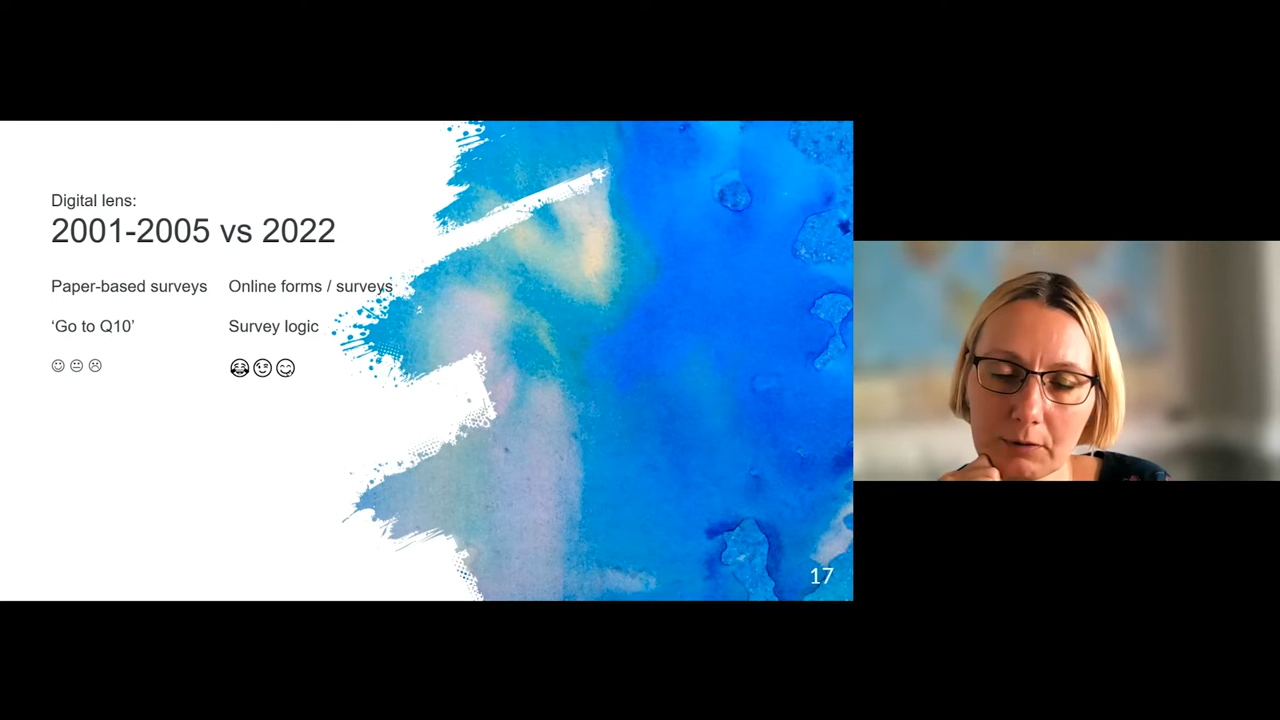 Digital lens:
2001-2005 vs 2022
Paper-based surveys
Online forms / surveys
‘Go to Q10’
Survey logic
☺ 😐 ☹
😂 😉 😋
17